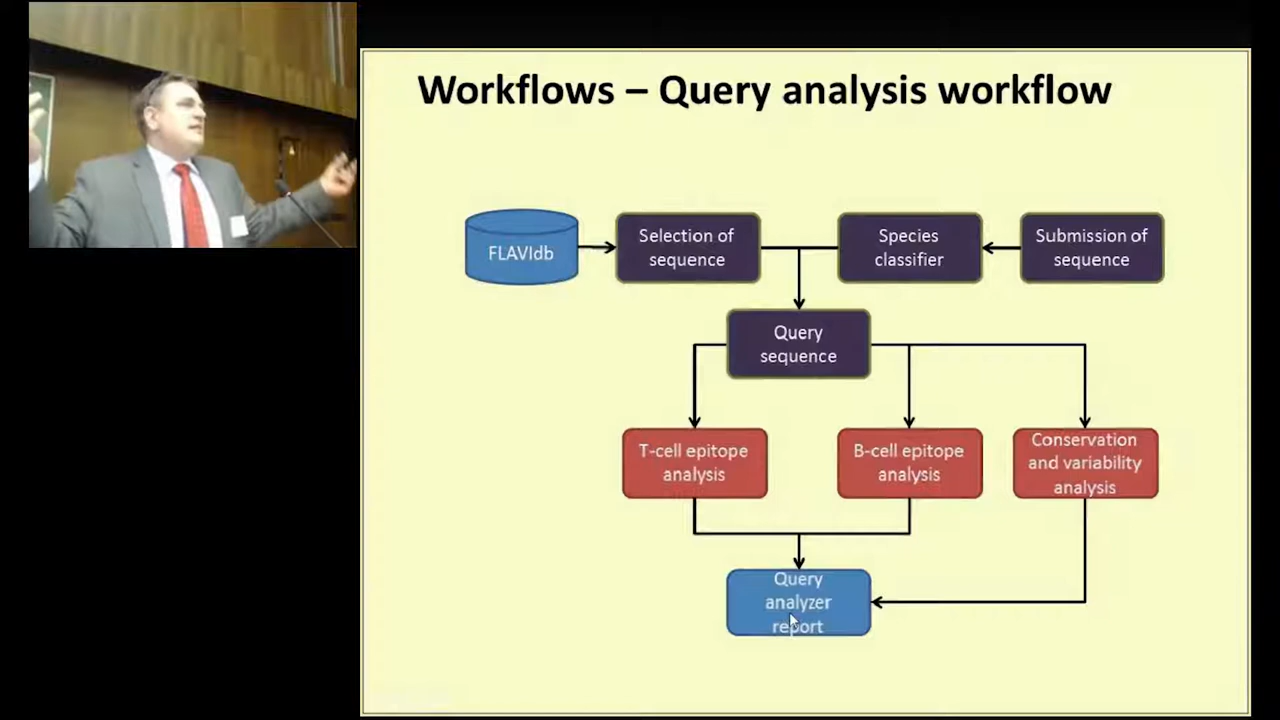 Workflows – Query analysis workflow
FLAVIdb
Selection of
sequence
Species
classifier
Submission of
sequence
Query
sequence
T-cell epitope
analysis
B-cell epitope
analysis
Conservation
and variability
analysis
Query
analyzer
report